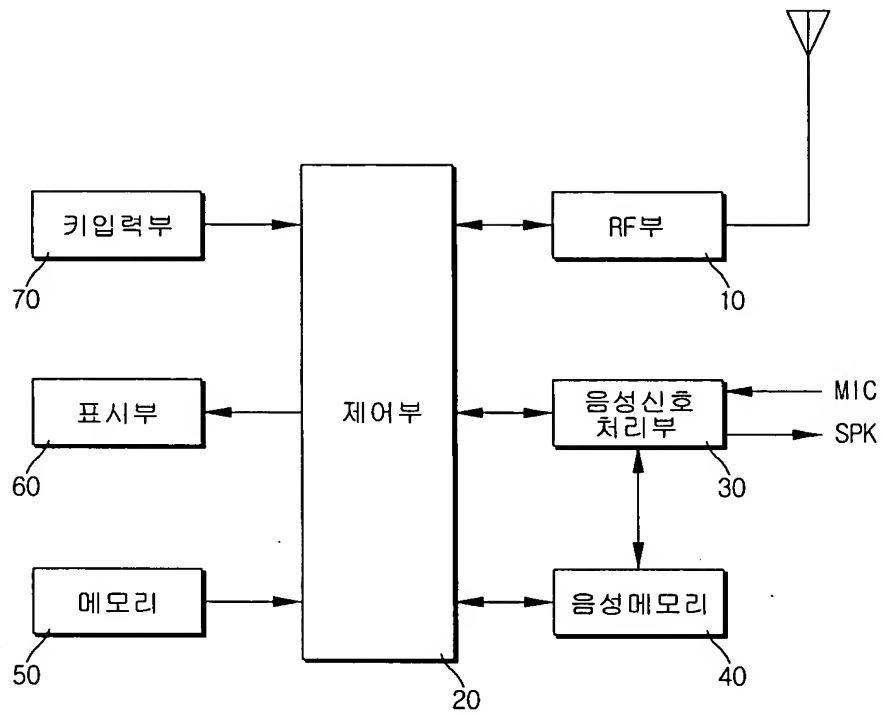 키입력부
70
RF부
10
표시부
60
제어부
20
음성신호
처리부
30
MIC
SPK
메모리
50
음성메모리
40